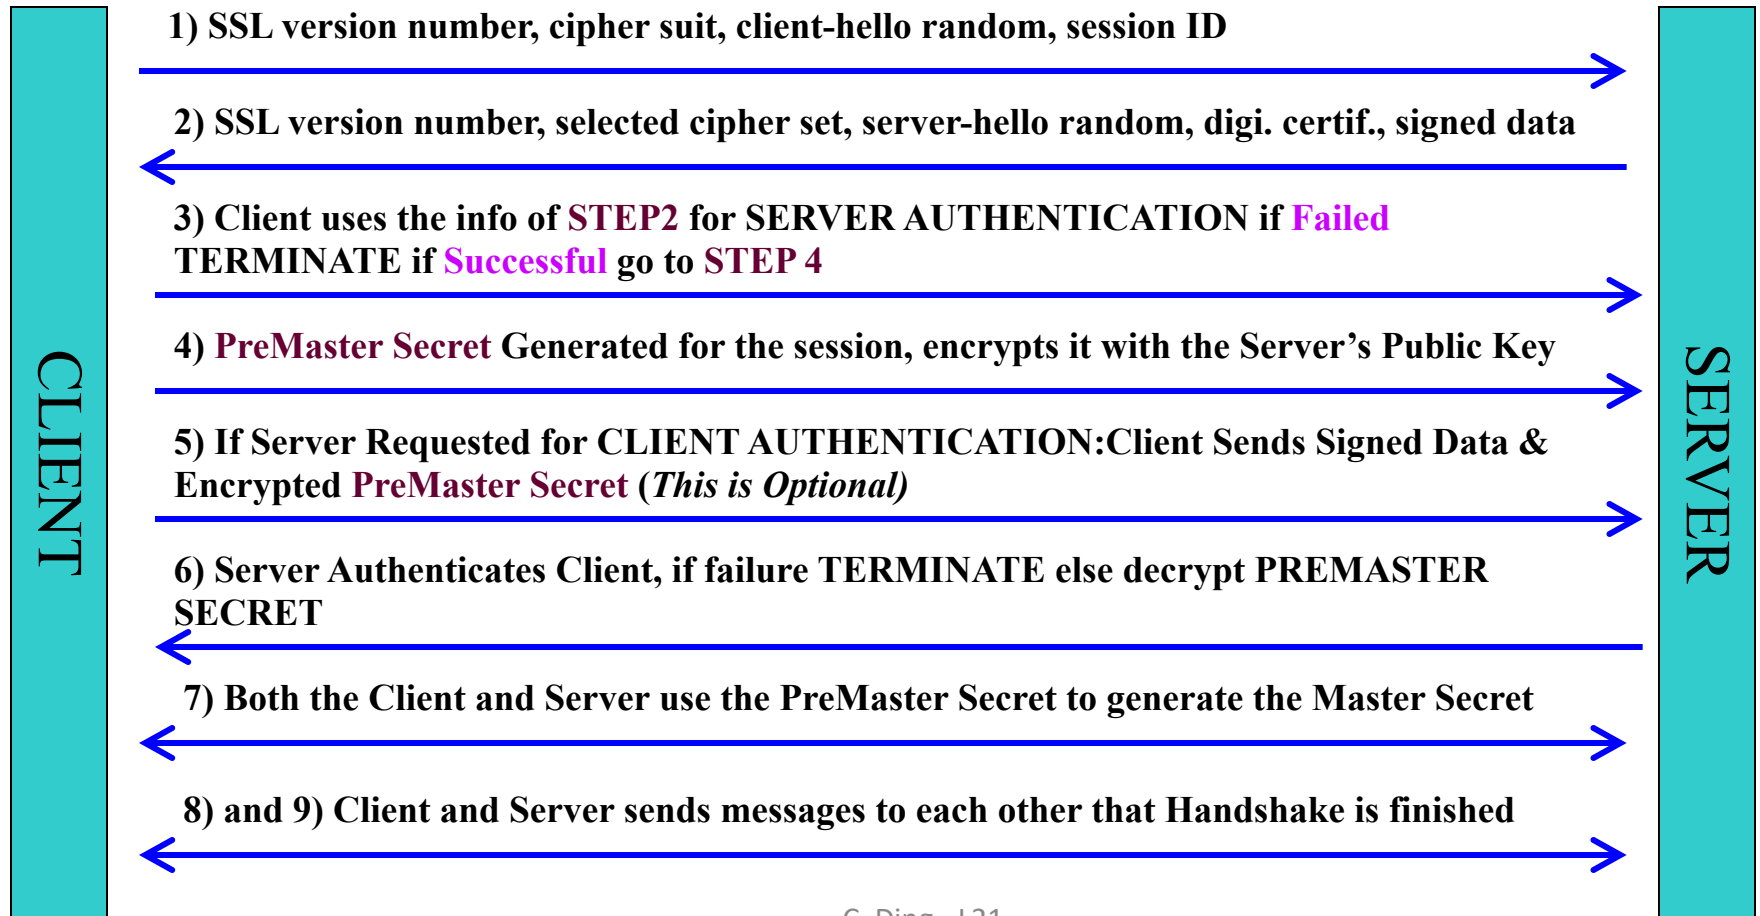 1) SSL version number, cipher suit, client-hello random, session ID
2) SSL version number, selected cipher set, server-hello random, digi. certif., signed data
3) Client uses the info of STEP2 for SERVER AUTHENTICATION if Failed
TERMINATE if Successful go to STEP 4
4) PreMaster Secret Generated for the session, encrypts it with the Server's Public Key
5) If Server Requested for CLIENT AUTHENTICATION:Client Sends Signed Data &
Encrypted PreMaster Secret (This is Optional)
6) Server Authenticates Client, if failure TERMINATE else decrypt PREMASTER
SECRET
7) Both the Client and Server use the PreMaster Secret to generate the Master Secret
8) and 9) Client and Server sends messages to each other that Handshake is finished
CLIENT
SERVER